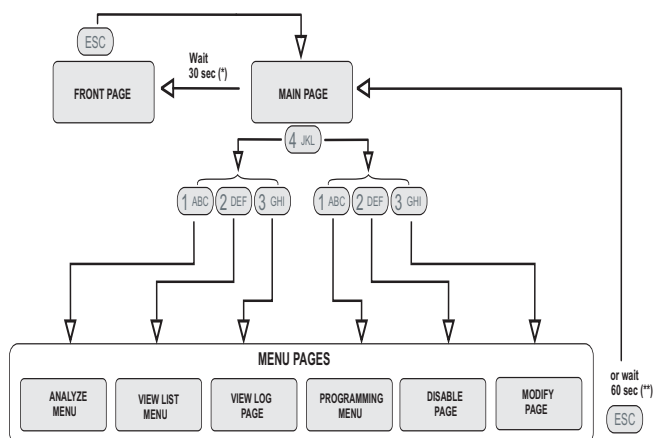 ESC
Wait
30 sec (*)
FRONT PAGE
MAIN PAGE
4 JKL
1 ABC
2 DEF
3 GHI
1 ABC
2 DEF
3 GHI
MENU PAGES
ANALYZE
MENU
VIEW LIST
MENU
VIEW LOG
PAGE
PROGRAMMING
MENU
DISABLE
PAGE
MODIFY
PAGE
or wait
60 sec (**)
ESC